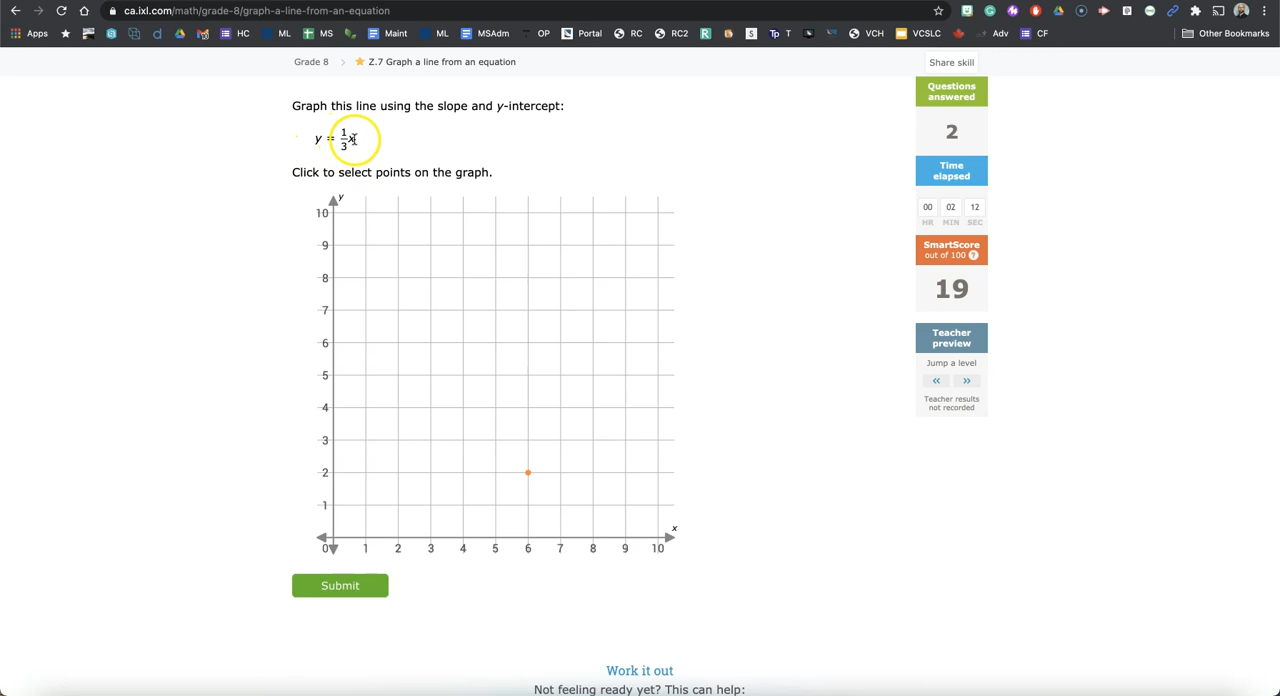 ca.ixl.com/math/grade-8/graph-a-line-from-an-equation
Apps HC ML MS Maint ML MSAdm OP Portal RC RC2 R S Tp T VCH VCSLC Adv CF Other Bookmarks
Grade 8 > Z.7 Graph a line from an equation
Share skill
Graph this line using the slope and y-intercept:
y = 1/3 x
Click to select points on the graph.
y
10
9
8
7
6
5
4
3
2
1
x
0 1 2 3 4 5 6 7 8 9 10
Submit
Questions
answered
2
Time
elapsed
00 02 12
HR MIN SEC
SmartScore
out of 100 ?
19
Teacher
preview
Jump a level
« »
Teacher results
not recorded
Work it out
Not feeling ready yet? This can help: